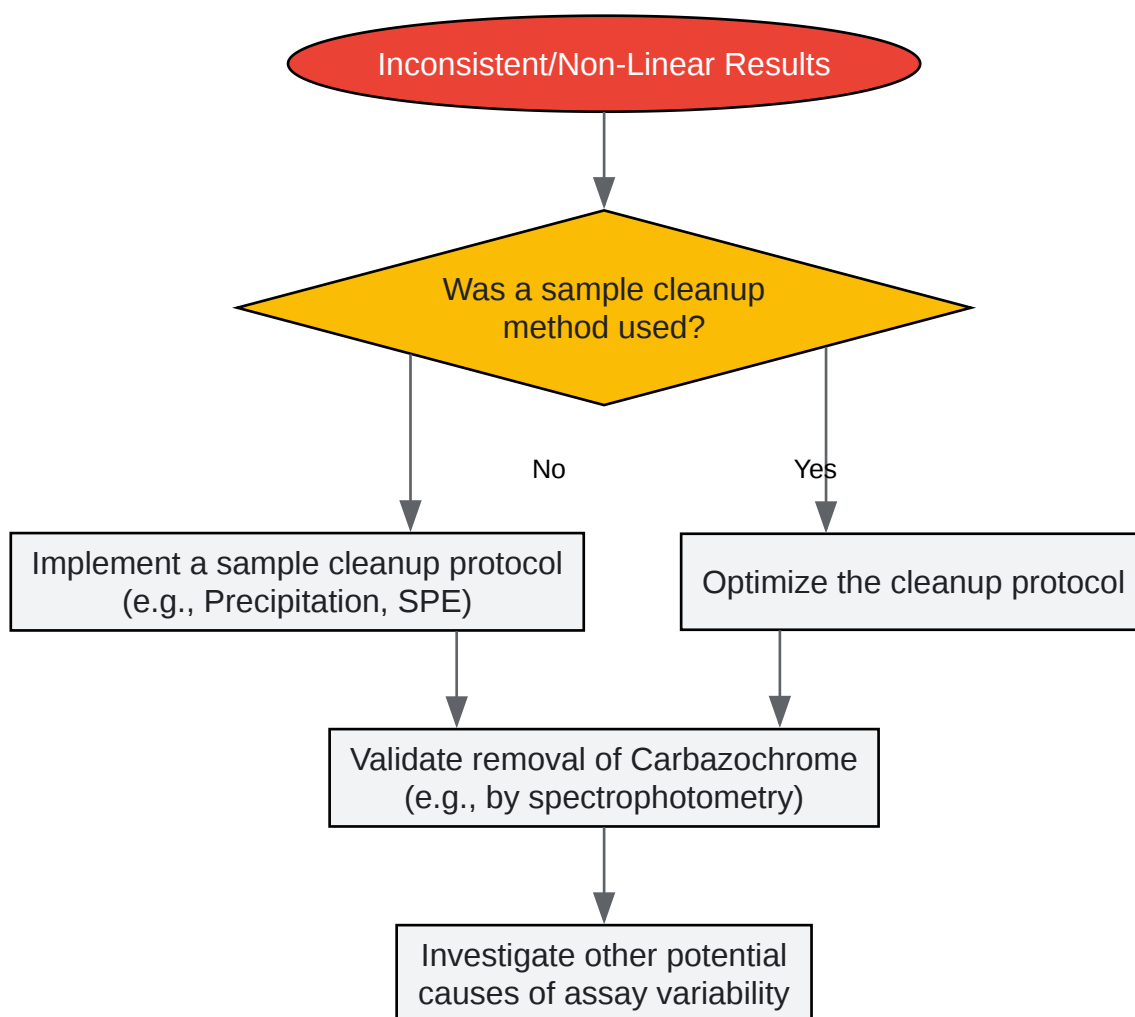 Inconsistent/Non-Linear Results
Was a sample cleanup
method used?
No
Yes
Implement a sample cleanup protocol
(e.g., Precipitation, SPE)
Optimize the cleanup protocol
Validate removal of Carbazochrome
(e.g., by spectrophotometry)
Investigate other potential
causes of assay variability